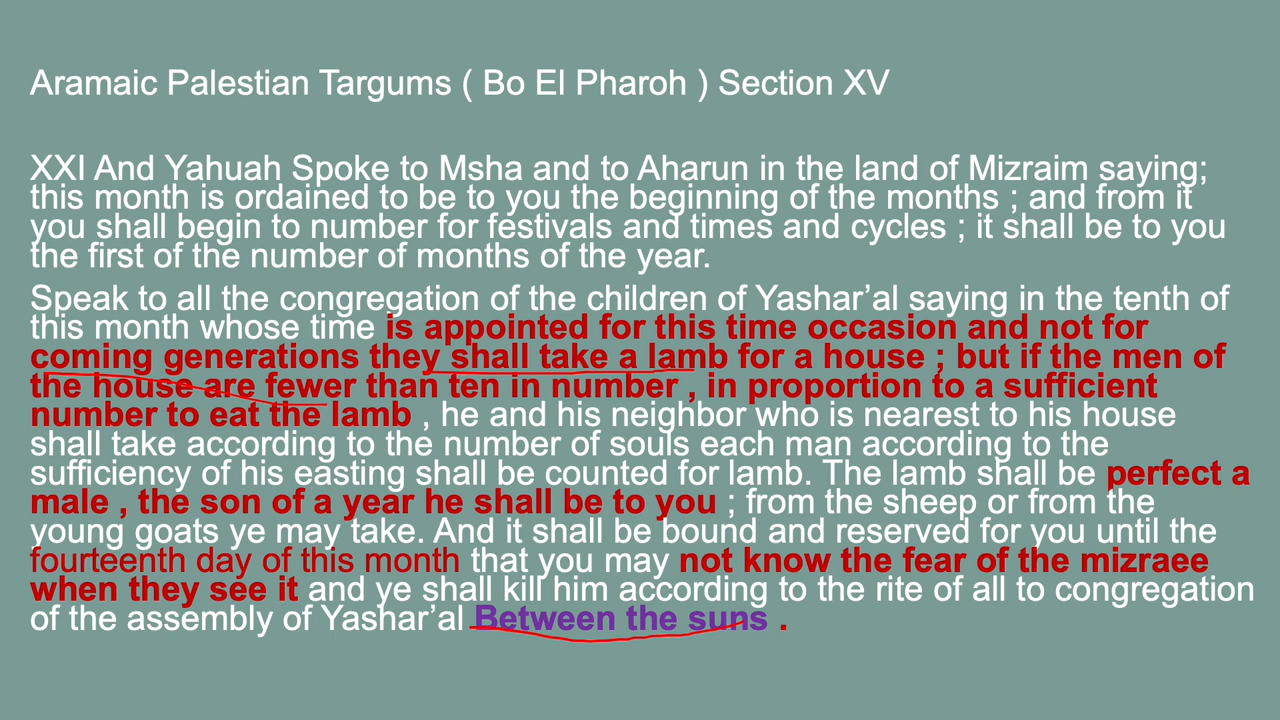 Aramaic Palestian Targums ( Bo El Pharoh ) Section XV
XXI And Yahuah Spoke to Msha and to Aharun in the land of Mizraim saying;
this month is ordained to be to you the beginning of the months ; and from it
you shall begin to number for festivals and times and cycles ; it shall be to you
the first of the number of months of the year.
Speak to all the congregation of the children of Yashar’al saying in the tenth of
this month whose time is appointed for this time occasion and not for
coming generations they shall take a lamb for a house ; but if the men of
the house are fewer than ten in number , in proportion to a sufficient
number to eat the lamb , he and his neighbor who is nearest to his house
shall take according to the number of souls each man according to the
sufficiency of his easting shall be counted for lamb. The lamb shall be perfect a
male , the son of a year he shall be to you ; from the sheep or from the
young goats ye may take. And it shall be bound and reserved for you until the
fourteenth day of this month that you may not know the fear of the mizraee
when they see it and ye shall kill him according to the rite of all to congregation
of the assembly of Yashar’al Between the suns .